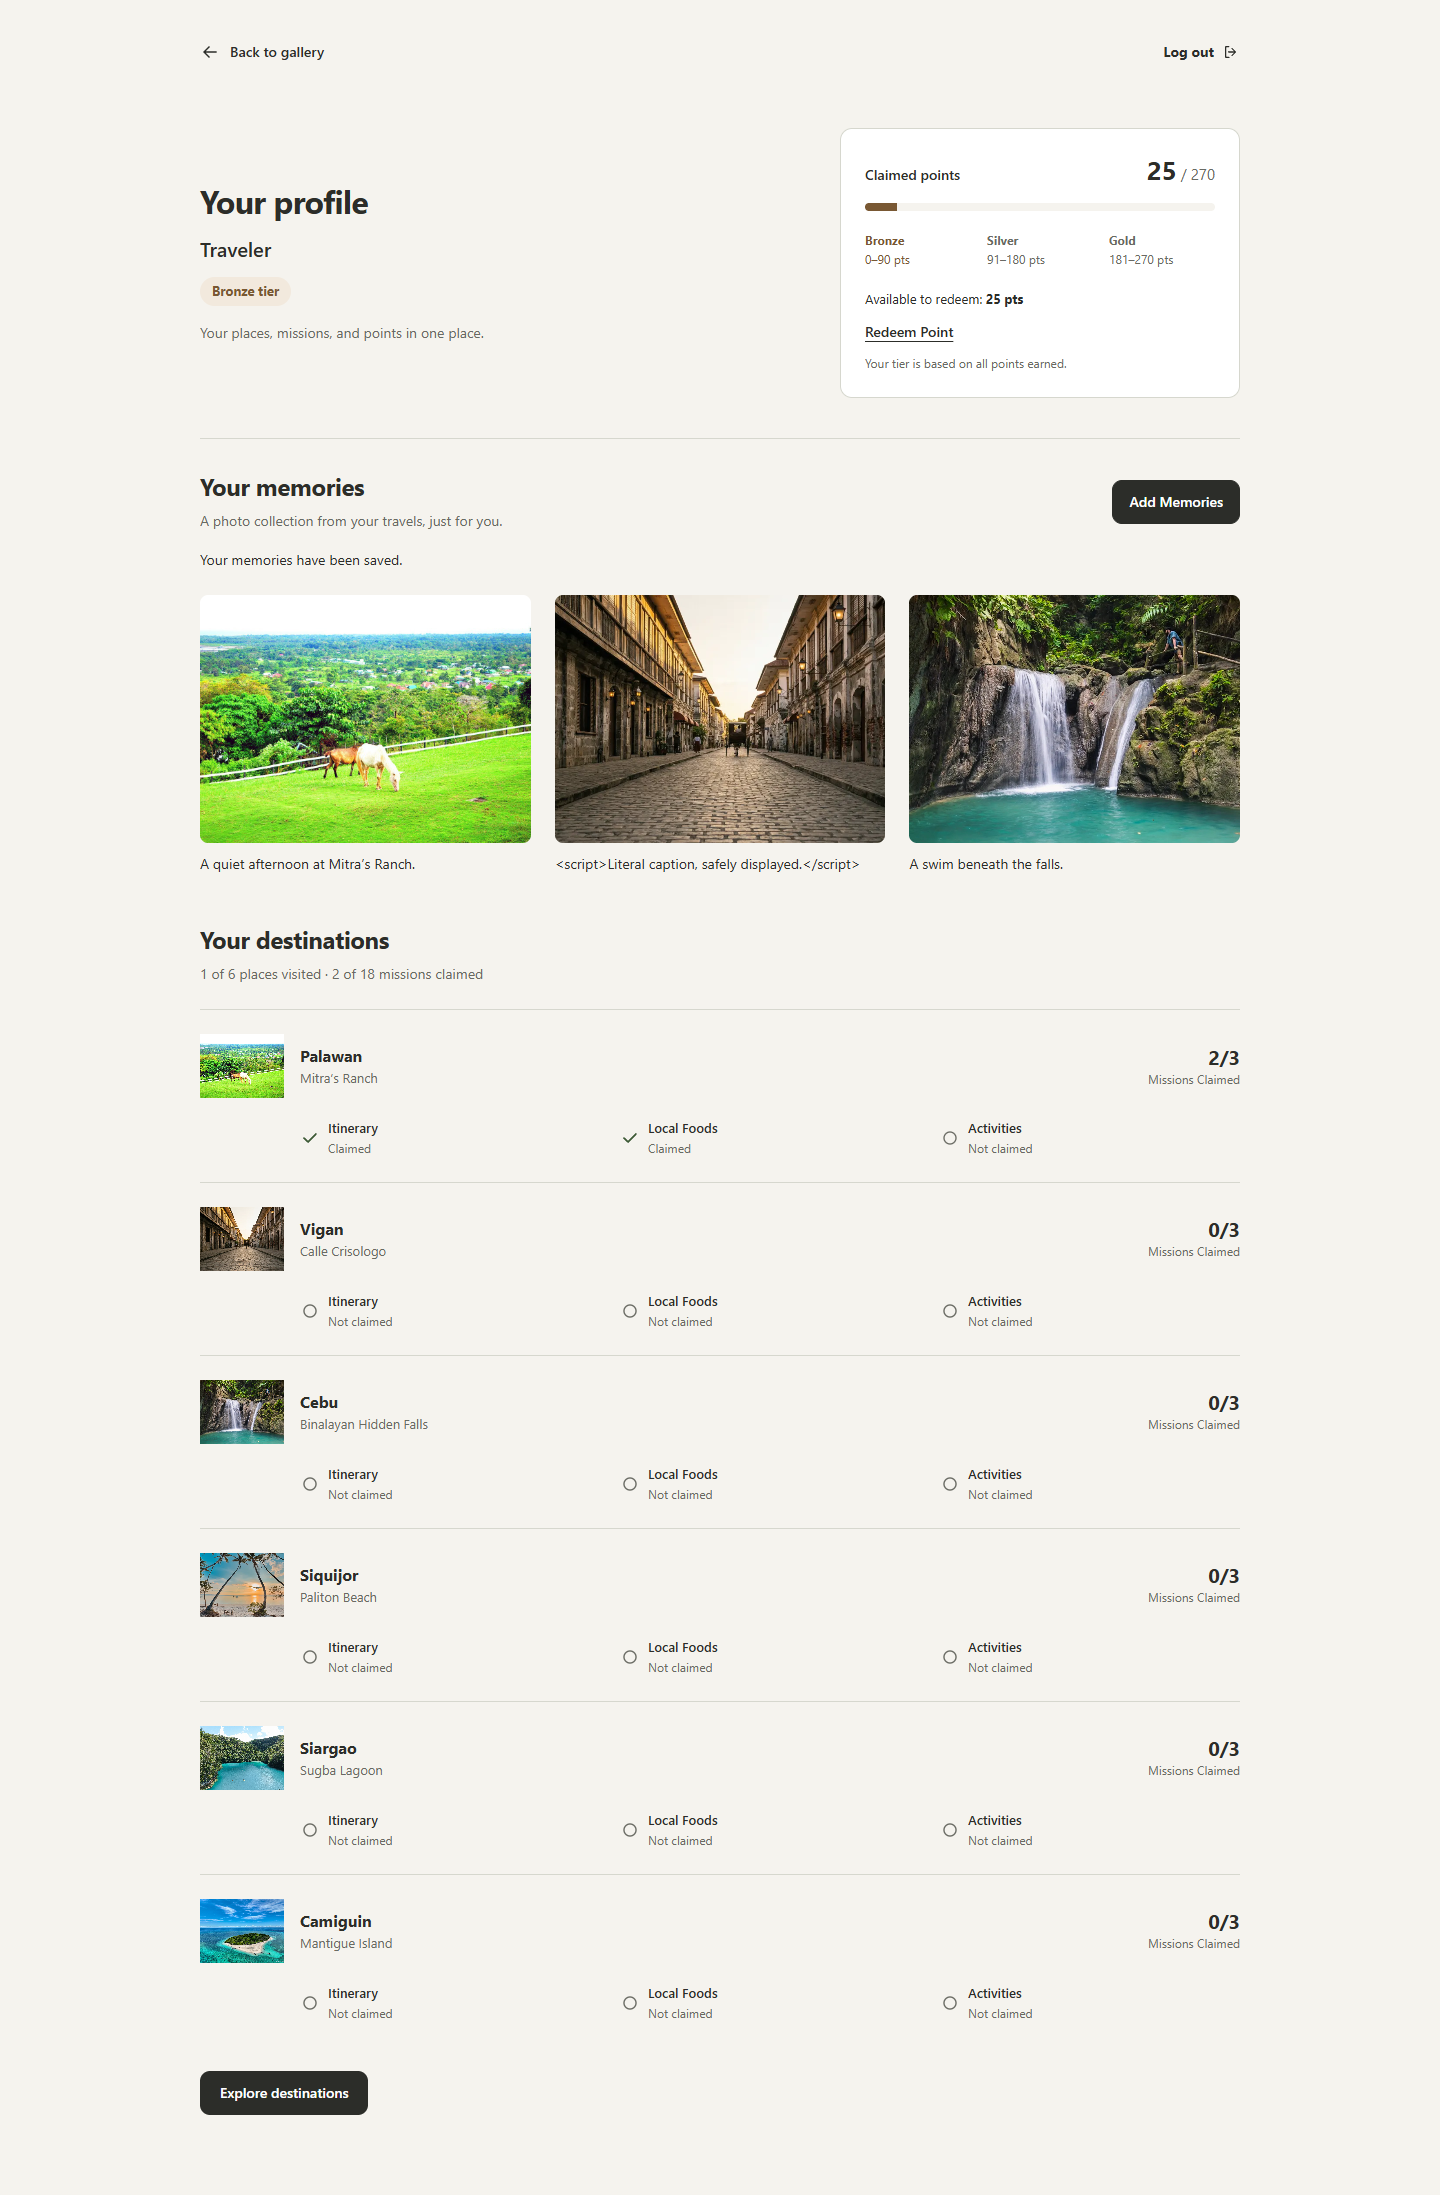 Back to gallery
Log out
Your profile
Traveler
Bronze tier
Your places, missions, and points in one place.
Claimed points
25 / 270
Bronze
0–90 pts
Silver
91–180 pts
Gold
181–270 pts
Available to redeem: 25 pts
Redeem Point
Your tier is based on all points earned.
Your memories
A photo collection from your travels, just for you.
Add Memories
Your memories have been saved.
A quiet afternoon at Mitra’s Ranch.
<script>Literal caption, safely displayed.</script>
A swim beneath the falls.
Your destinations
1 of 6 places visited · 2 of 18 missions claimed
Palawan
Mitra’s Ranch
2/3
Missions Claimed
Itinerary
Claimed
Local Foods
Claimed
Activities
Not claimed
Vigan
Calle Crisologo
0/3
Missions Claimed
Itinerary
Not claimed
Local Foods
Not claimed
Activities
Not claimed
Cebu
Binalayan Hidden Falls
0/3
Missions Claimed
Itinerary
Not claimed
Local Foods
Not claimed
Activities
Not claimed
Siquijor
Paliton Beach
0/3
Missions Claimed
Itinerary
Not claimed
Local Foods
Not claimed
Activities
Not claimed
Siargao
Sugba Lagoon
0/3
Missions Claimed
Itinerary
Not claimed
Local Foods
Not claimed
Activities
Not claimed
Camiguin
Mantigue Island
0/3
Missions Claimed
Itinerary
Not claimed
Local Foods
Not claimed
Activities
Not claimed
Explore destinations